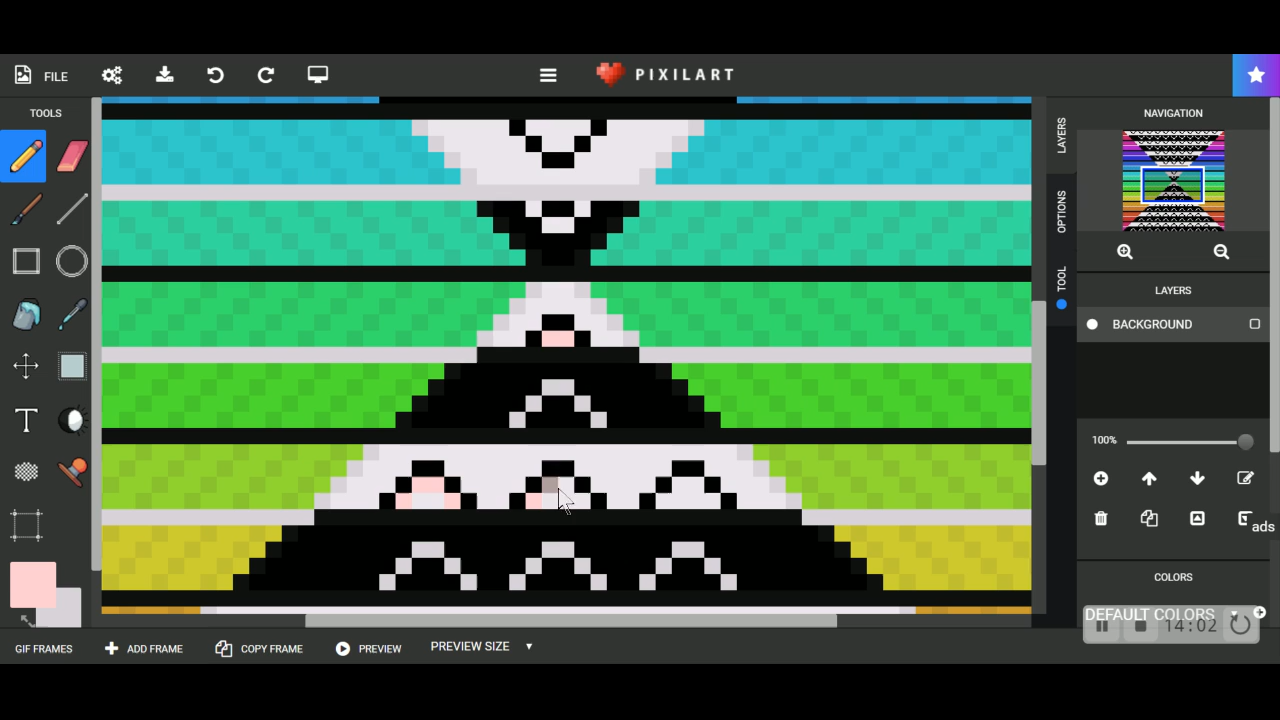 FILE
PIXILART
TOOLS
LAYERS
OPTIONS
TOOL
NAVIGATION
LAYERS
BACKGROUND
100%
ads
COLORS
DEFAULT COLORS
14:02
GIF FRAMES
ADD FRAME
COPY FRAME
PREVIEW
PREVIEW SIZE